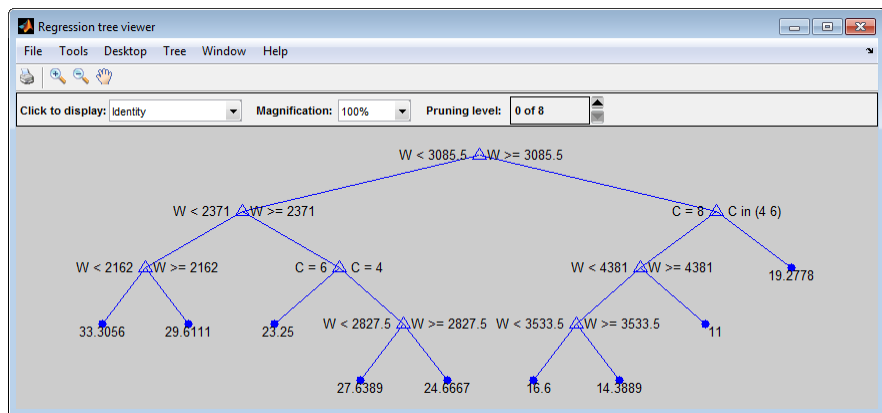 Regression tree viewer
File Tools Desktop Tree Window Help
Click to display: Identity Magnification: 100% Pruning level: 0 of 8
W < 3085.5 W >= 3085.5
W < 2371 W >= 2371 C = 8 C in (4 6)
W < 2162 W >= 2162 C = 6 C = 4 W < 4381 W >= 4381 19.2778
33.3056 29.6111 23.25 W < 2827.5 W >= 2827.5 W < 3533.5 W >= 3533.5 11
27.6389 24.6667 16.6 14.3889